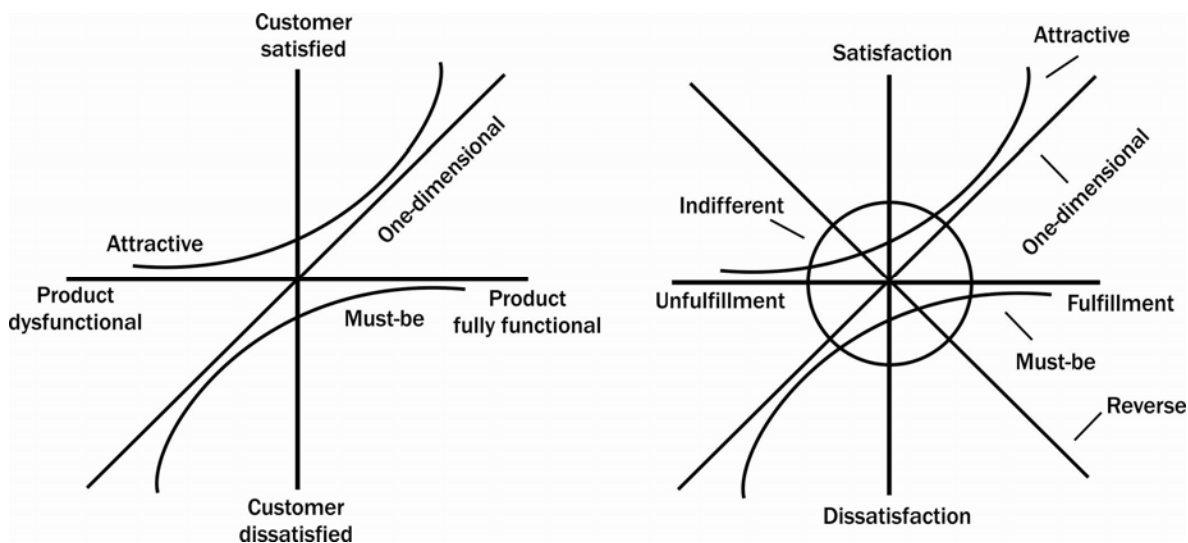 Customer
satisfied
One-dimensional
Attractive
Product
dysfunctional
Must-be
Product
fully functional
Customer
dissatisfied
Attractive
Satisfaction
One-dimensional
Indifferent
Unfulfillment
Fulfillment
Must-be
Reverse
Dissatisfaction